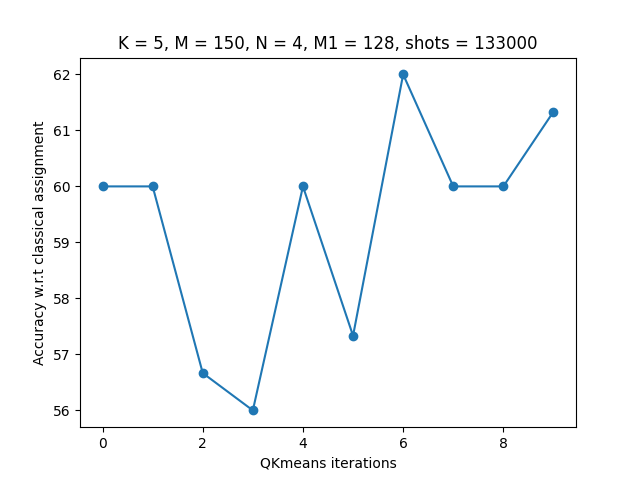 K = 5, M = 150, N = 4, M1 = 128, shots = 133000
62
61
60
59
58
57
56
Accuracy w.r.t classical assignment
0 2 4 6 8
QKmeans iterations